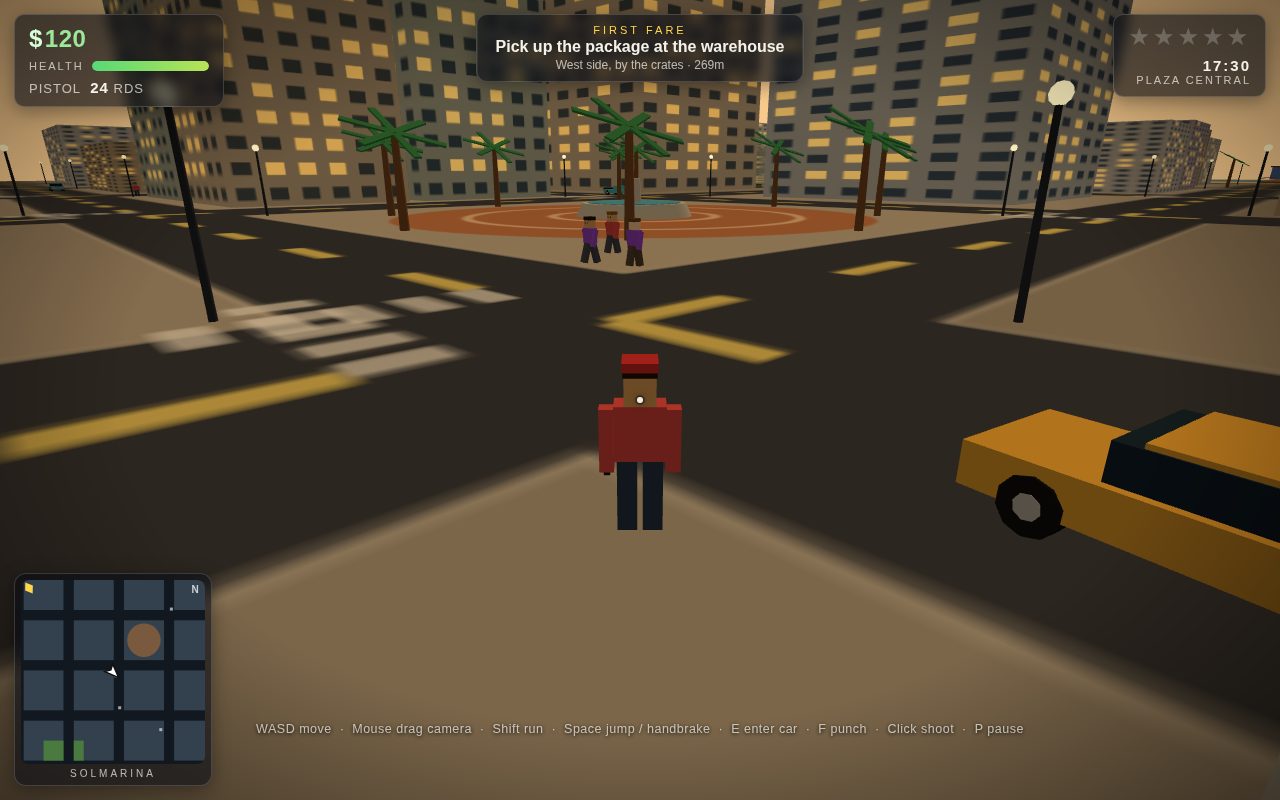 $120
HEALTH
PISTOL 24 RDS
FIRST FARE
Pick up the package at the warehouse
West side, by the crates · 269m
★★★★★
17:30
PLAZA CENTRAL
N
SOLMARINA
WASD move · Mouse drag camera · Shift run · Space jump / handbrake · E enter car · F punch · Click shoot · P pause